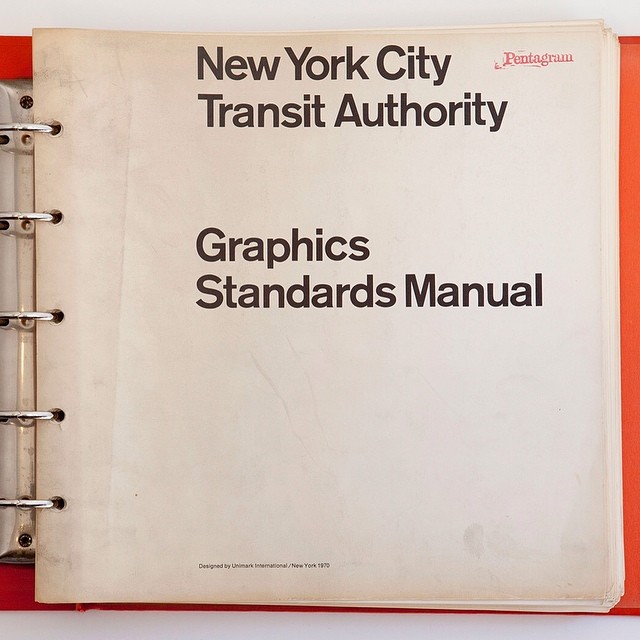 New York City
Transit Authority
Pentagram
Graphics
Standards Manual
Designed by Unimark International/New York 1970